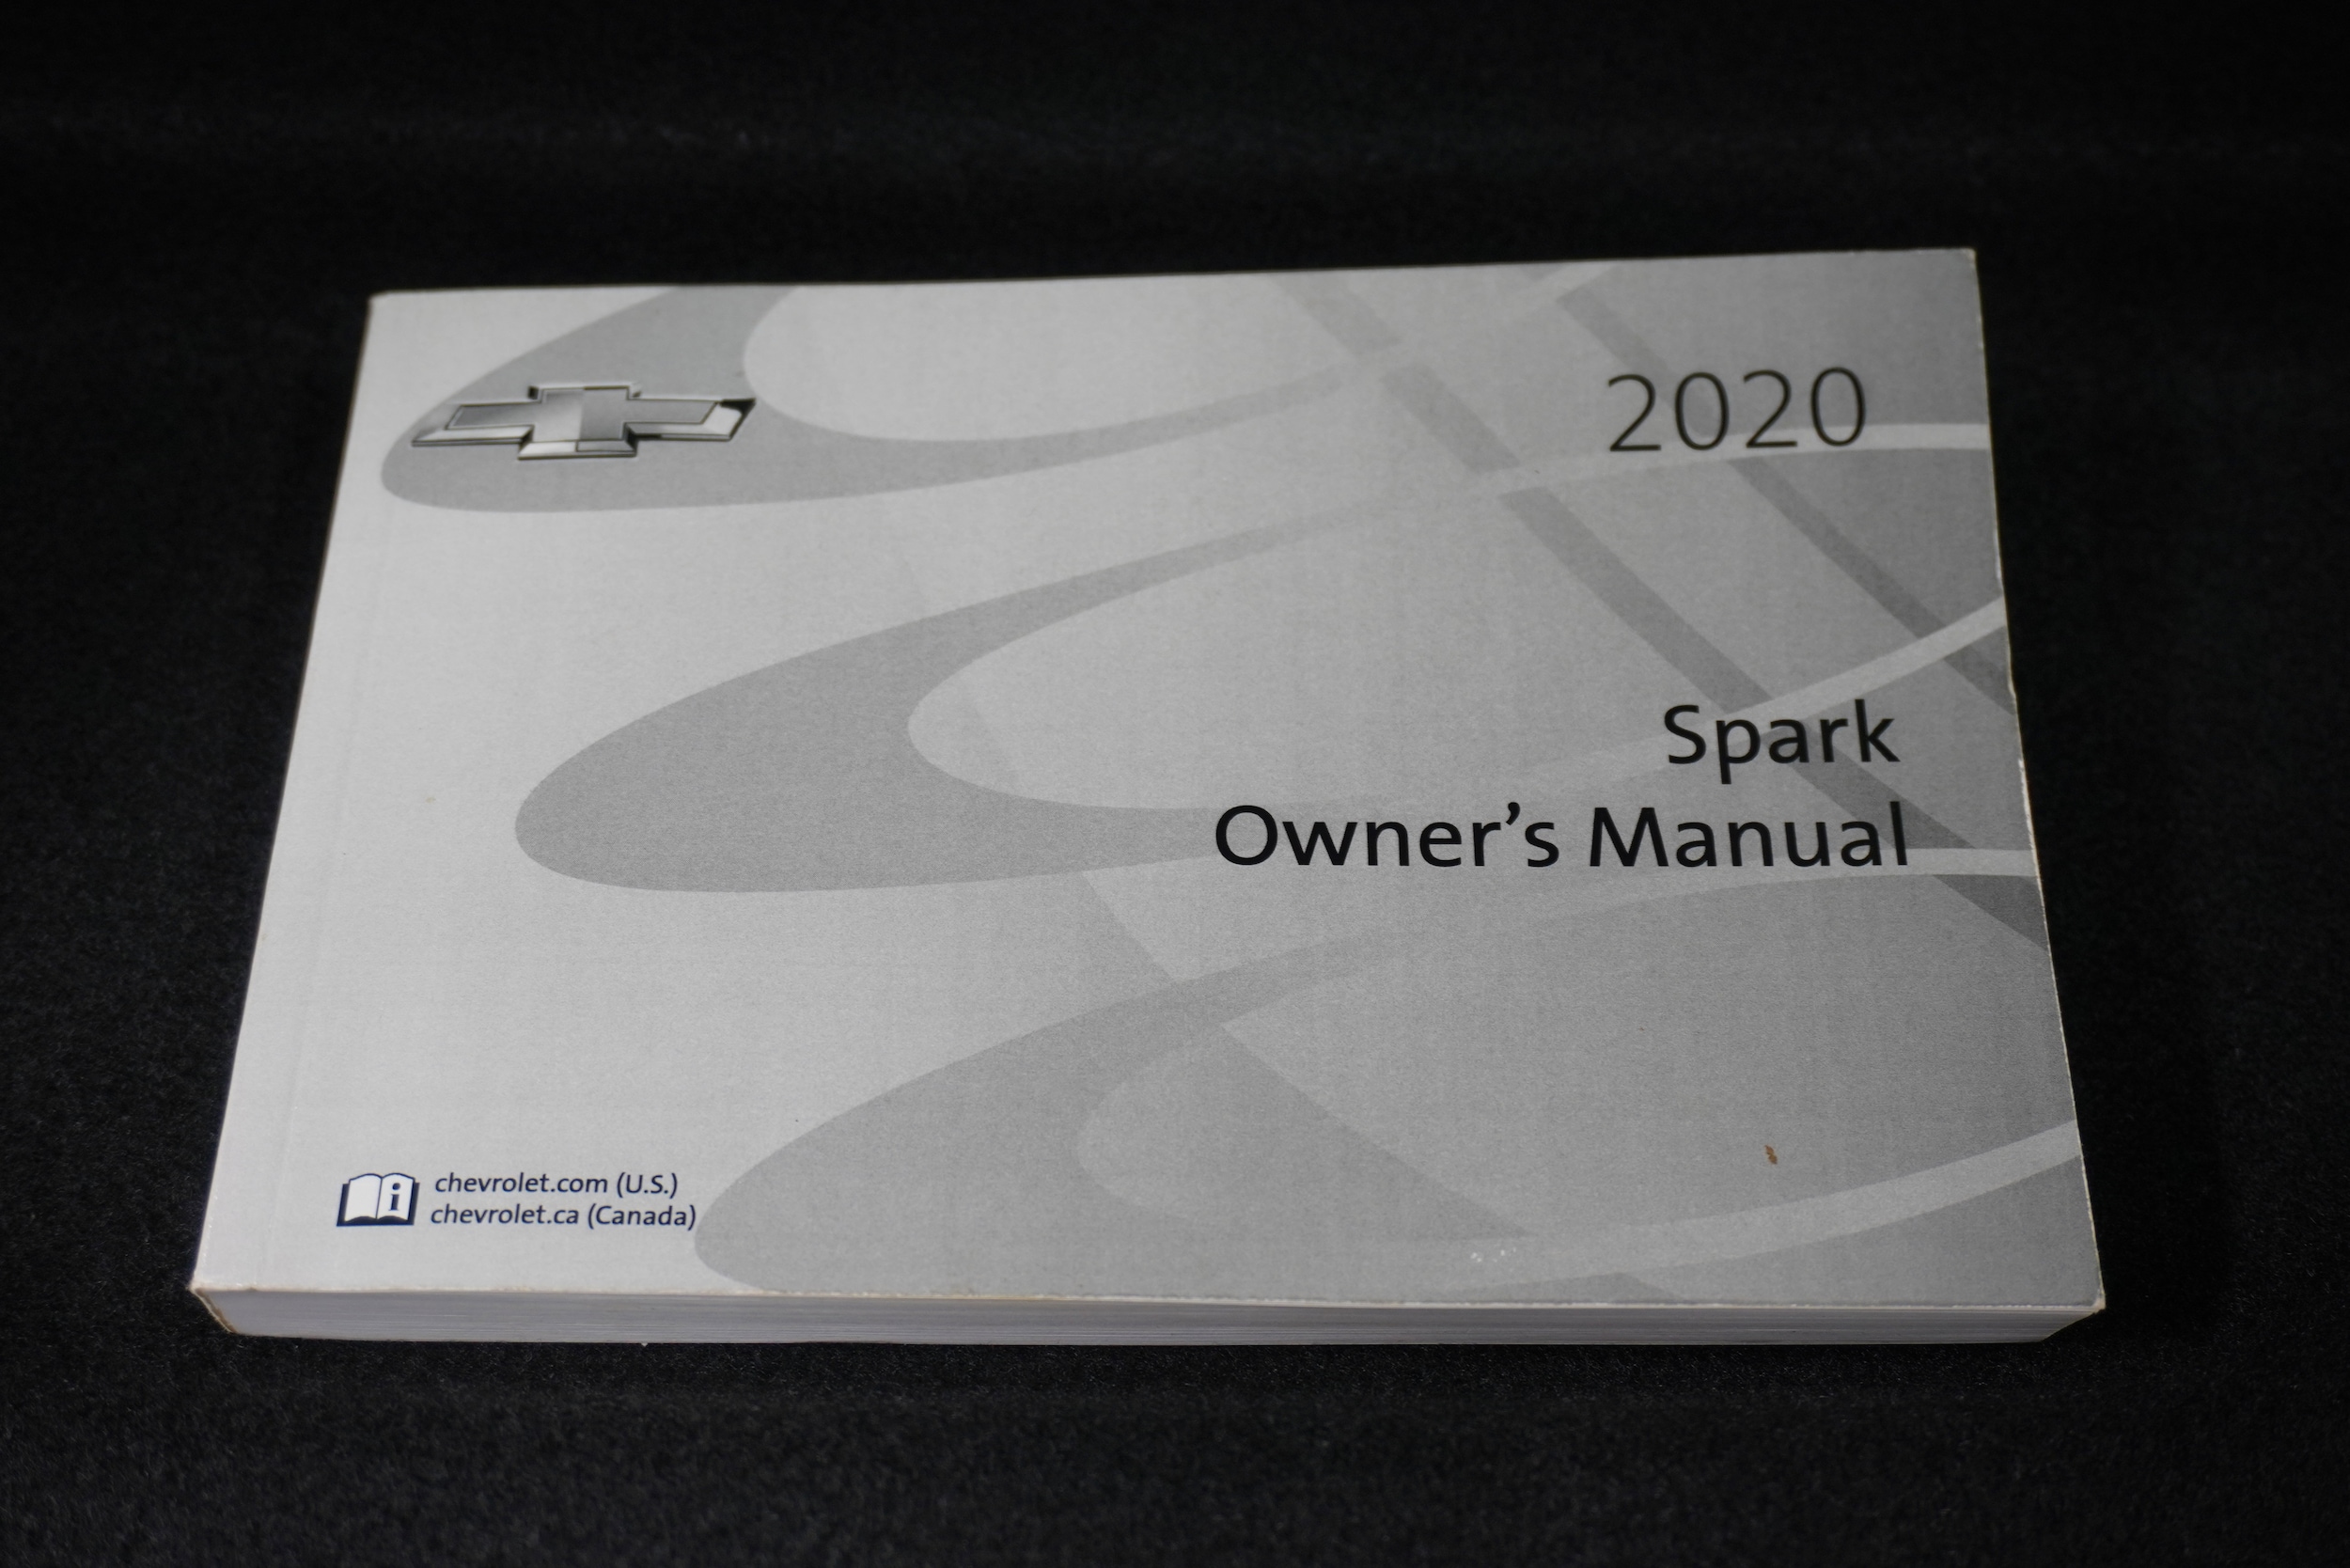 2020
Spark
Owner’s Manual
i
chevrolet.com (U.S.)
chevrolet.ca (Canada)